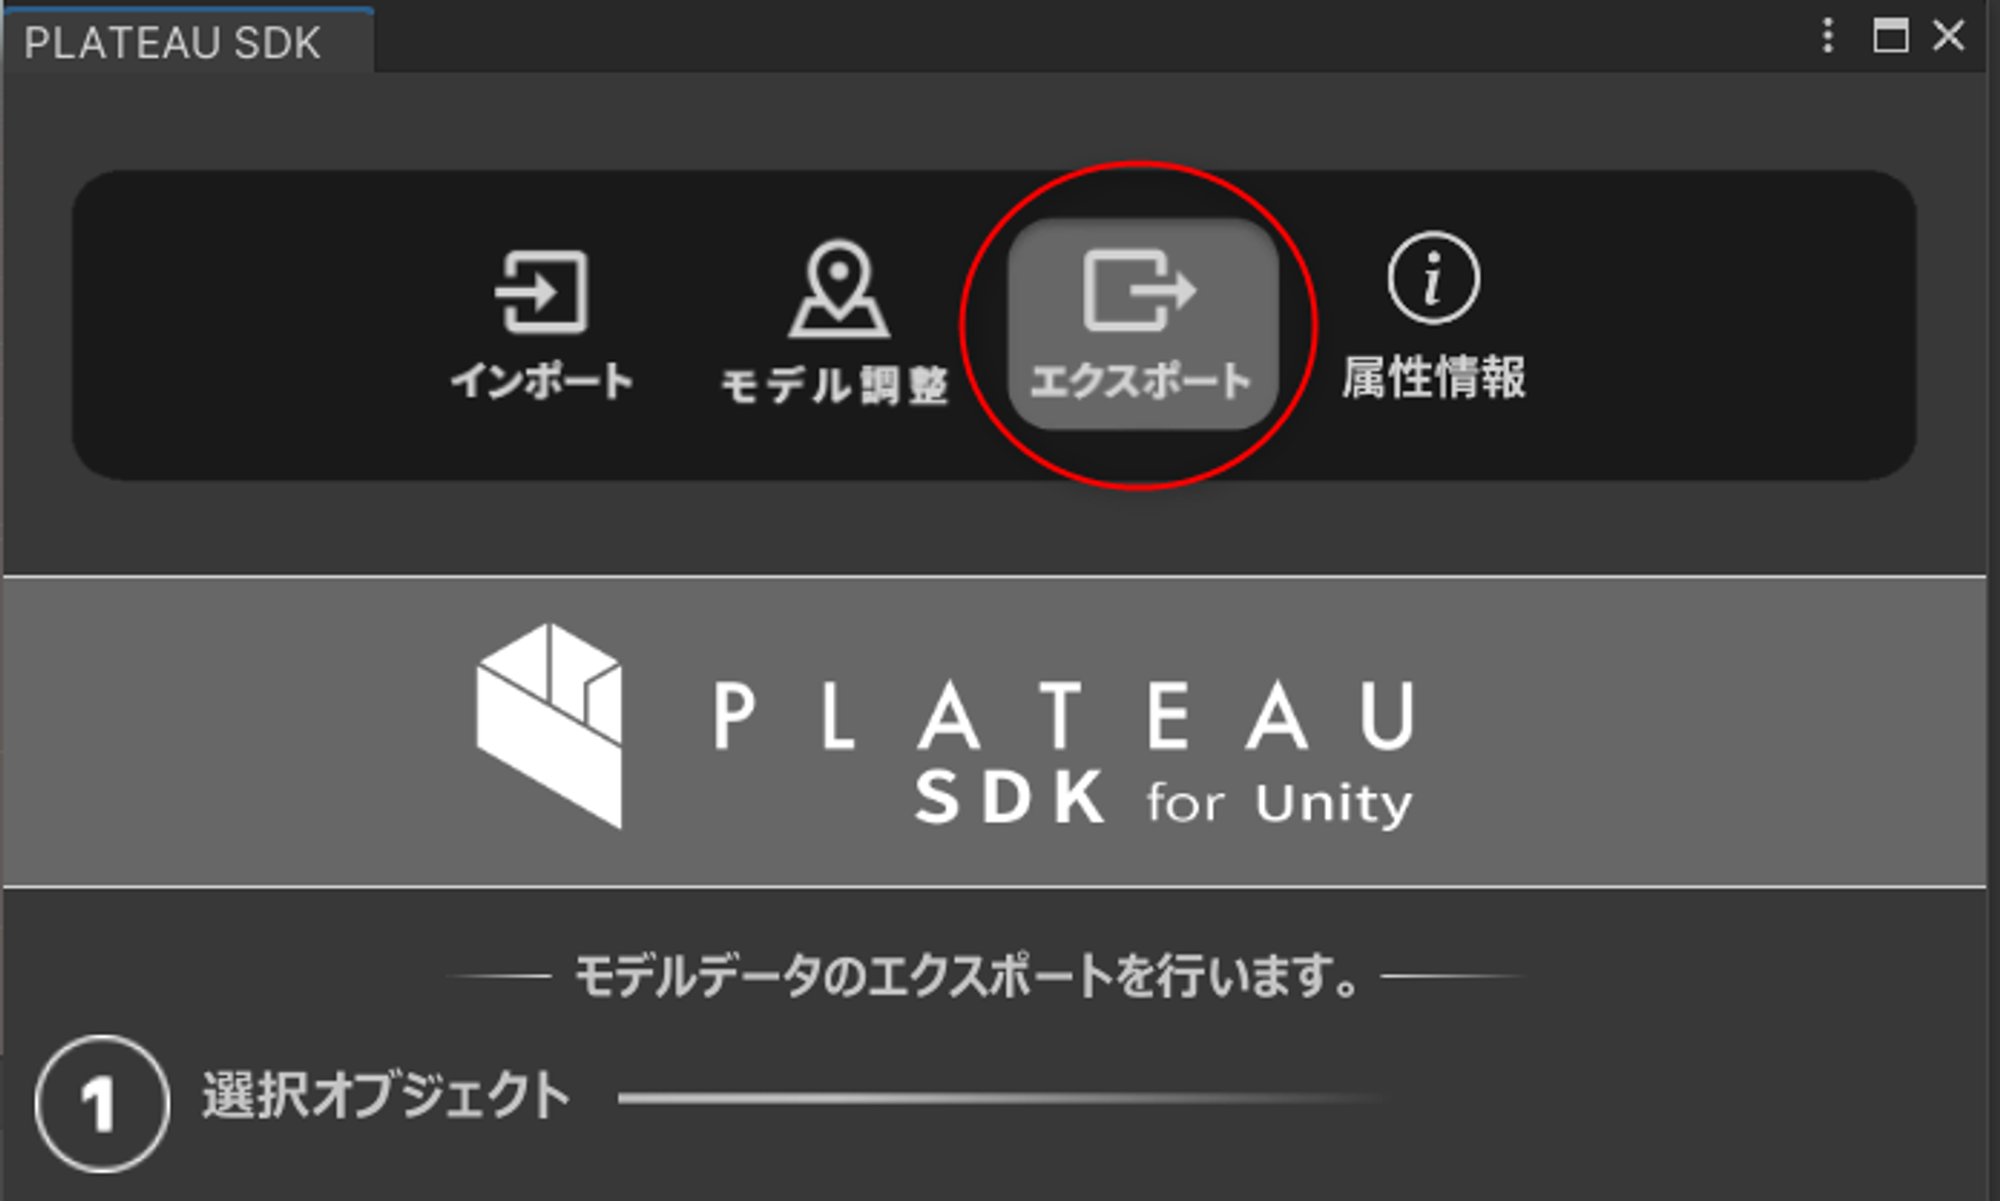 PLATEAU SDK
インポート モデル調整 エクスポート 属性情報
PLATEAU
SDK for Unity
モデルデータのエクスポートを行います。
1 選択オブジェクト